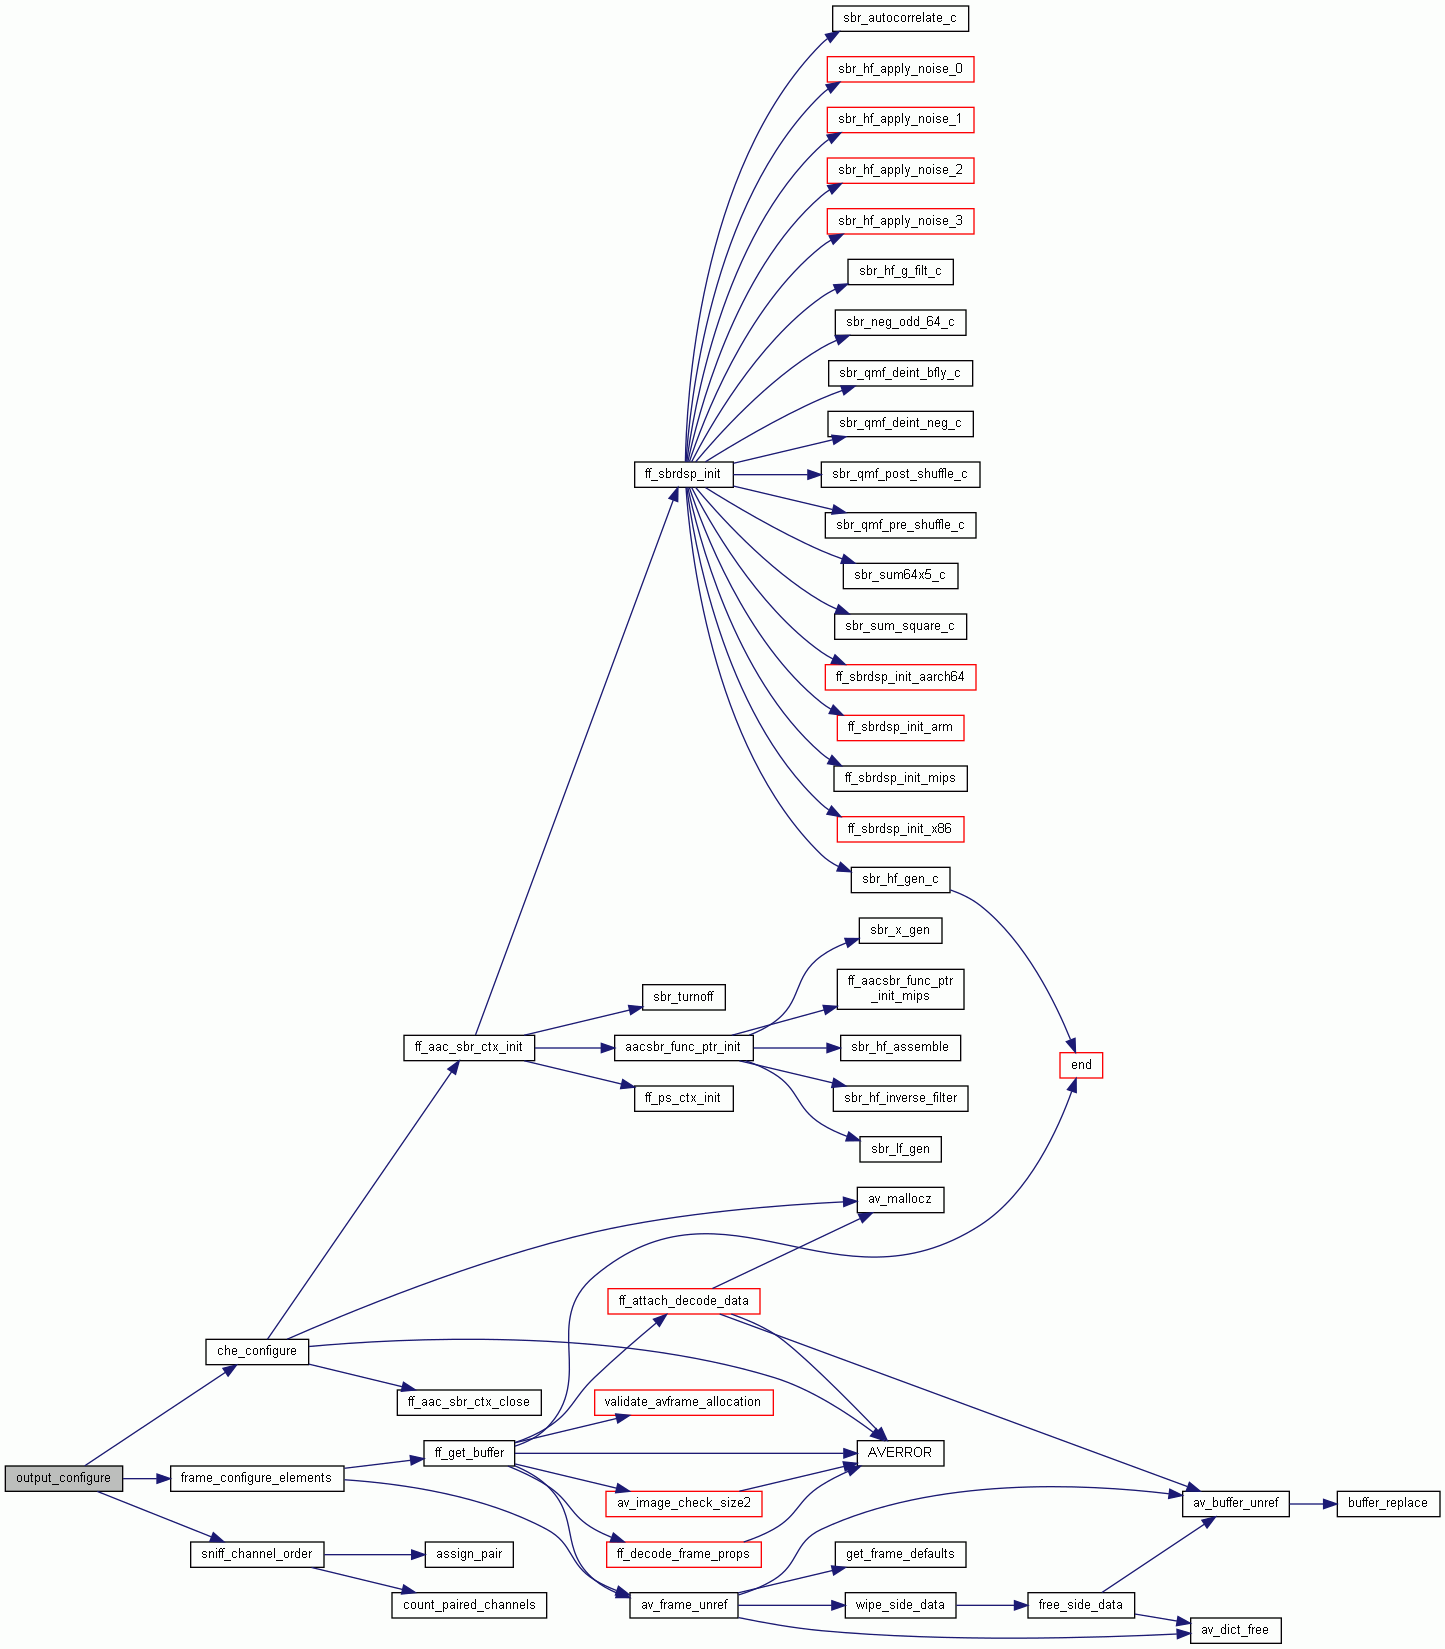 sbr_autocorrelate_c
sbr_hf_apply_noise_0
sbr_hf_apply_noise_1
sbr_hf_apply_noise_2
sbr_hf_apply_noise_3
sbr_hf_g_filt_c
sbr_neg_odd_64_c
sbr_qmf_deint_bfly_c
sbr_qmf_deint_neg_c
ff_sbrdsp_init
sbr_qmf_post_shuffle_c
sbr_qmf_pre_shuffle_c
sbr_sum64x5_c
sbr_sum_square_c
ff_sbrdsp_init_aarch64
ff_sbrdsp_init_arm
ff_sbrdsp_init_mips
ff_sbrdsp_init_x86
sbr_hf_gen_c
sbr_x_gen
ff_aacsbr_func_ptr
_init_mips
sbr_turnoff
ff_aac_sbr_ctx_init
aacsbr_func_ptr_init
sbr_hf_assemble
end
ff_ps_ctx_init
sbr_hf_inverse_filter
sbr_lf_gen
av_mallocz
ff_attach_decode_data
che_configure
ff_aac_sbr_ctx_close
validate_avframe_allocation
ff_get_buffer
AVERROR
output_configure
frame_configure_elements
av_image_check_size2
av_buffer_unref
buffer_replace
sniff_channel_order
assign_pair
ff_decode_frame_props
get_frame_defaults
count_paired_channels
av_frame_unref
wipe_side_data
free_side_data
av_dict_free